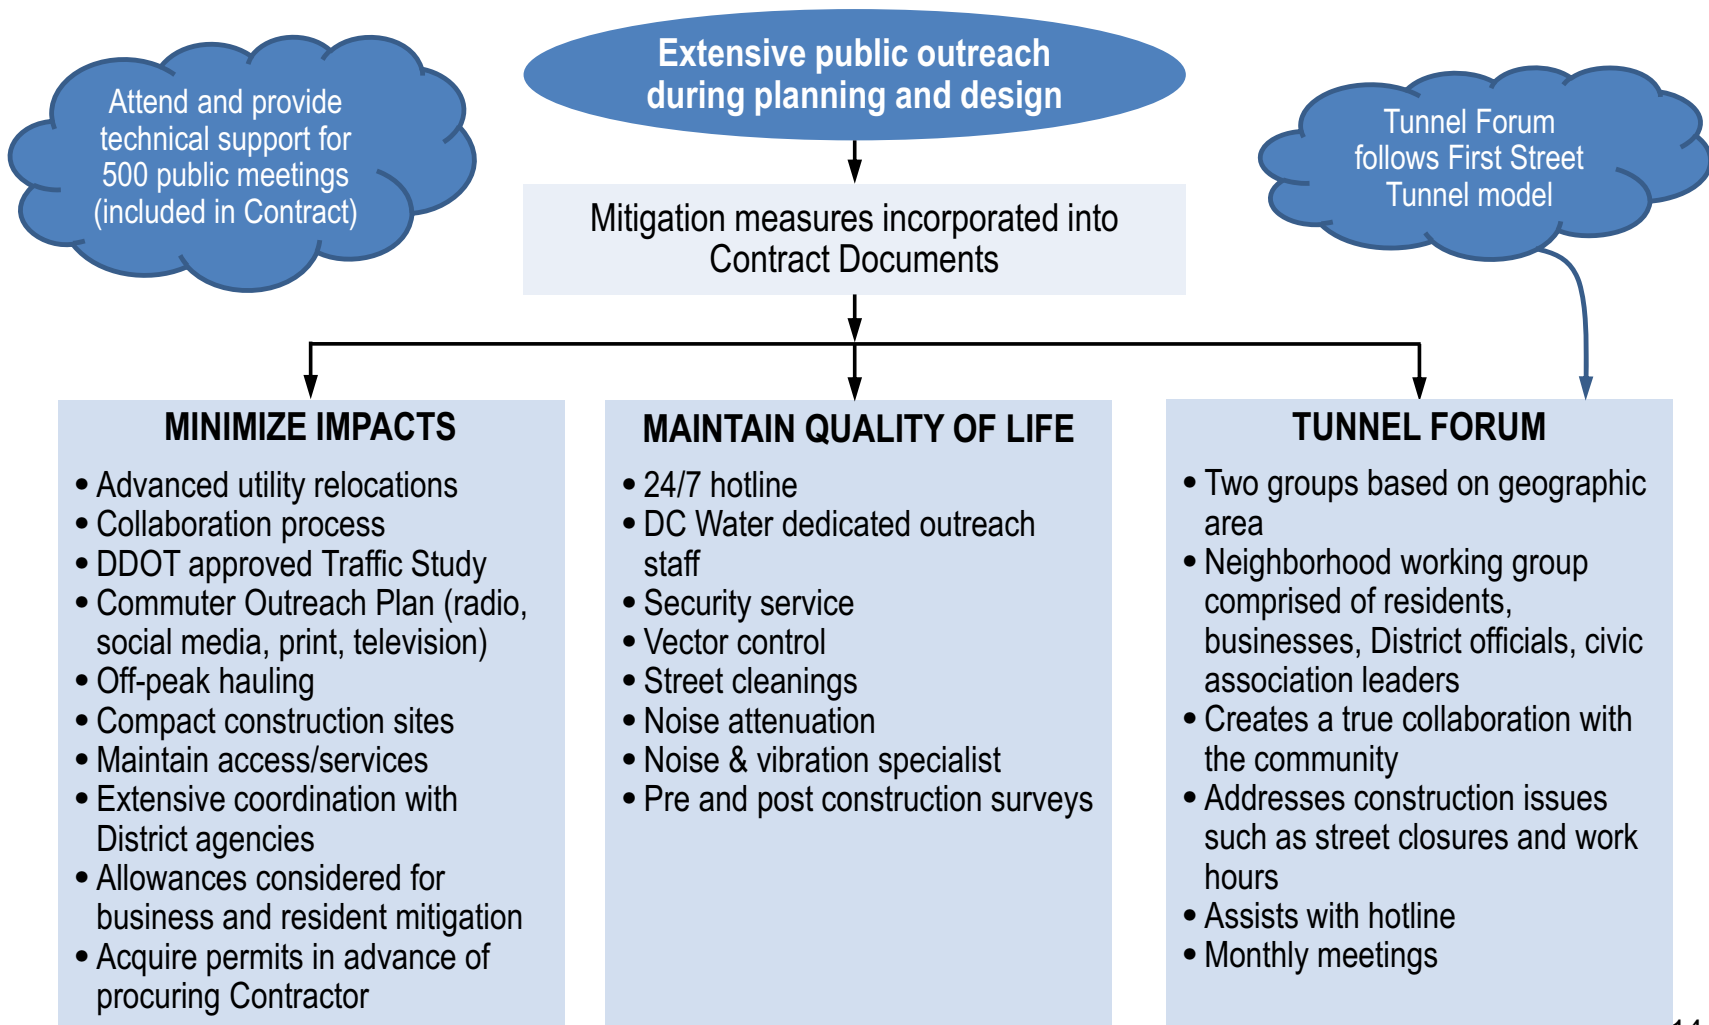 Extensive public outreach
during planning and design
Attend and provide
technical support for
500 public meetings
(included in Contract)
Tunnel Forum
follows First Street
Tunnel model
Mitigation measures incorporated into
Contract Documents
MINIMIZE IMPACTS
• Advanced utility relocations
• Collaboration process
• DDOT approved Traffic Study
• Commuter Outreach Plan (radio,
social media, print, television)
• Off-peak hauling
• Compact construction sites
• Maintain access/services
• Extensive coordination with
District agencies
• Allowances considered for
business and resident mitigation
• Acquire permits in advance of
procuring Contractor
MAINTAIN QUALITY OF LIFE
• 24/7 hotline
• DC Water dedicated outreach
staff
• Security service
• Vector control
• Street cleanings
• Noise attenuation
• Noise & vibration specialist
• Pre and post construction surveys
TUNNEL FORUM
• Two groups based on geographic
area
• Neighborhood working group
comprised of residents,
businesses, District officials, civic
association leaders
• Creates a true collaboration with
the community
• Addresses construction issues
such as street closures and work
hours
• Assists with hotline
• Monthly meetings